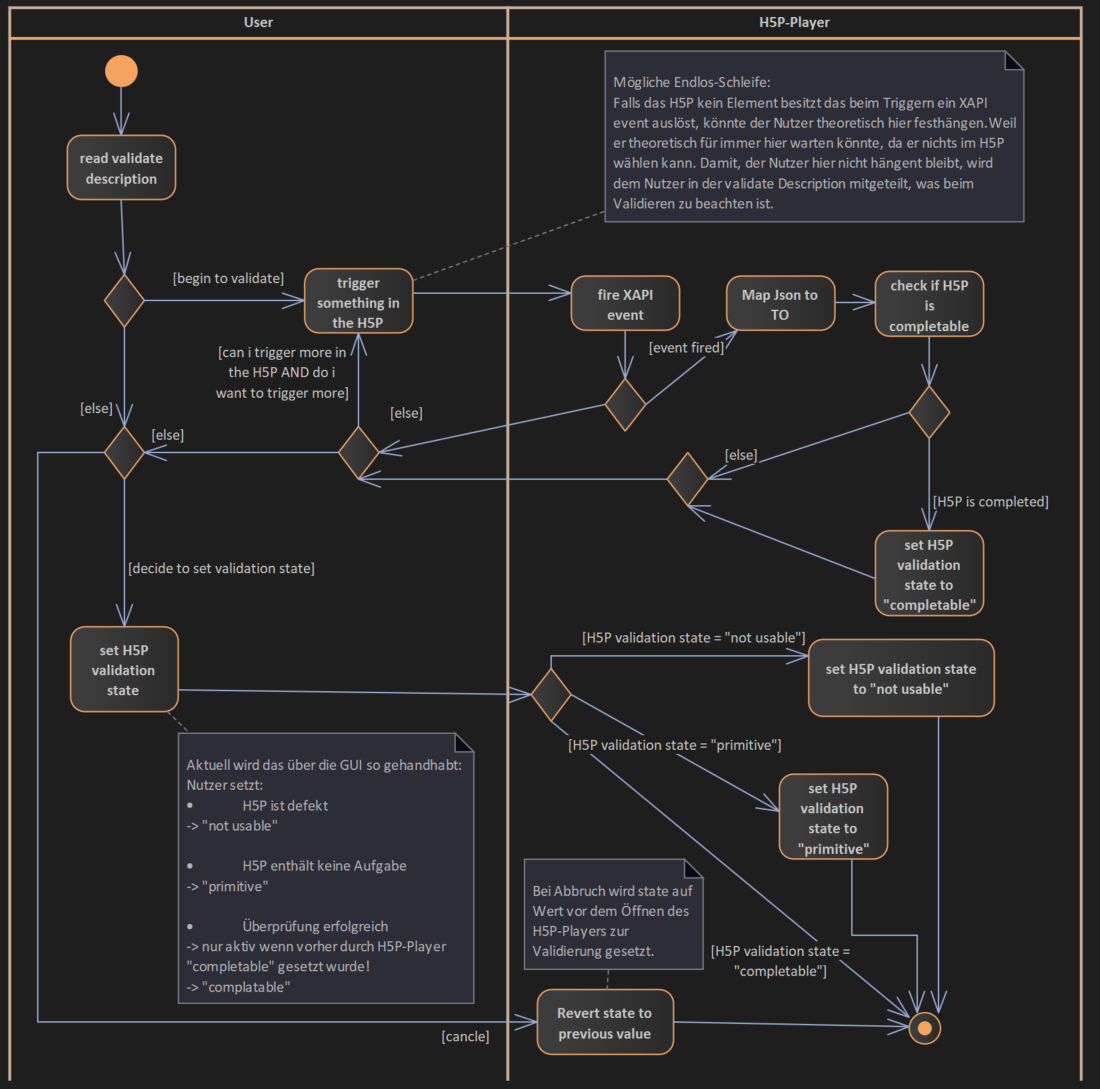 User
H5P-Player
Mögliche Endlos-Schleife:
Falls das H5P kein Element besitzt das beim Triggern ein XAPI
event auslöst, könnte der Nutzer theoretisch hier festhängen. Weil
er theoretisch für immer hier warten könnte, da er nichts im H5P
wählen kann. Damit, der Nutzer hier nicht hängent bleibt, wird
dem Nutzer in der validate Description mitgeteilt, was beim
Validieren zu beachten ist.
read validate
description
[begin to validate]
trigger
something in
the H5P
fire XAPI
event
Map Json to
TO
check if H5P
is
completable
[can i trigger more in
the H5P AND do i
want to trigger more]
[event fired]
[else]
[else]
[else]
[else]
[H5P is completed]
set H5P
validation
state to
"completable"
[decide to set validation state]
set H5P
validation
state
[H5P validation state = "not usable"]
set H5P validation state
to "not usable"
[H5P validation state = "primitive"]
set H5P
validation
state to
"primitive"
Aktuell wird das über die GUI so gehandhabt:
Nutzer setzt:
• H5P ist defekt
-> "not usable"
• H5P enthält keine Aufgabe
-> "primitive"
• Überprüfung erfolgreich
-> nur aktiv wenn vorher durch H5P-Player
"completable" gesetzt wurde!
-> "complatable"
Bei Abbruch wird state auf
Wert vor dem Öffnen des
H5P-Players zur
Validierung gesetzt.
[H5P validation state =
"completable"]
Revert state to
previous value
[cancle]